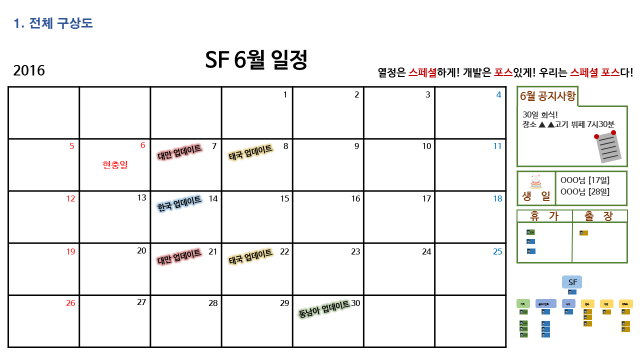 1. 전체 구상도
SF 6월 일정
2016
열정은 스페셜하게! 개발은 포스있게! 우리는 스페셜 포스다!
1 2 3 4
5 6 7 8 9 10 11
현충일 대만 업데이트 태국 업데이트
12 13 14 15 16 17 18
한국 업데이트
19 20 21 22 23 24 25
대만 업데이트 태국 업데이트
26 27 28 29 30
동남아 업데이트
6월 공지사항
30일 회식!
장소 ▲ ▲고기 뷔페 7시30분
생 일
OOO님 [17일]
OOO님 [28일]
휴 가 출 장
SF